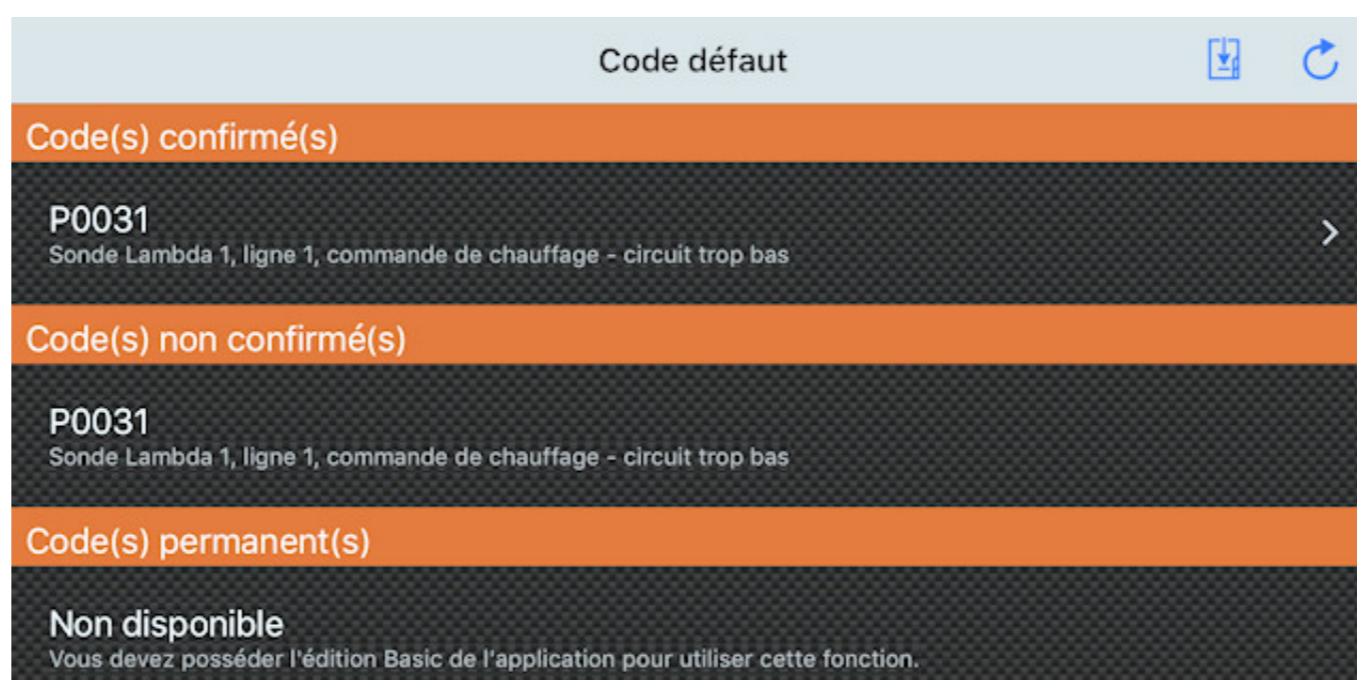 Code défaut
Code(s) confirmé(s)
P0031
Sonde Lambda 1, ligne 1, commande de chauffage - circuit trop bas
Code(s) non confirmé(s)
P0031
Sonde Lambda 1, ligne 1, commande de chauffage - circuit trop bas
Code(s) permanent(s)
Non disponible
Vous devez posséder l'édition Basic de l'application pour utiliser cette fonction.